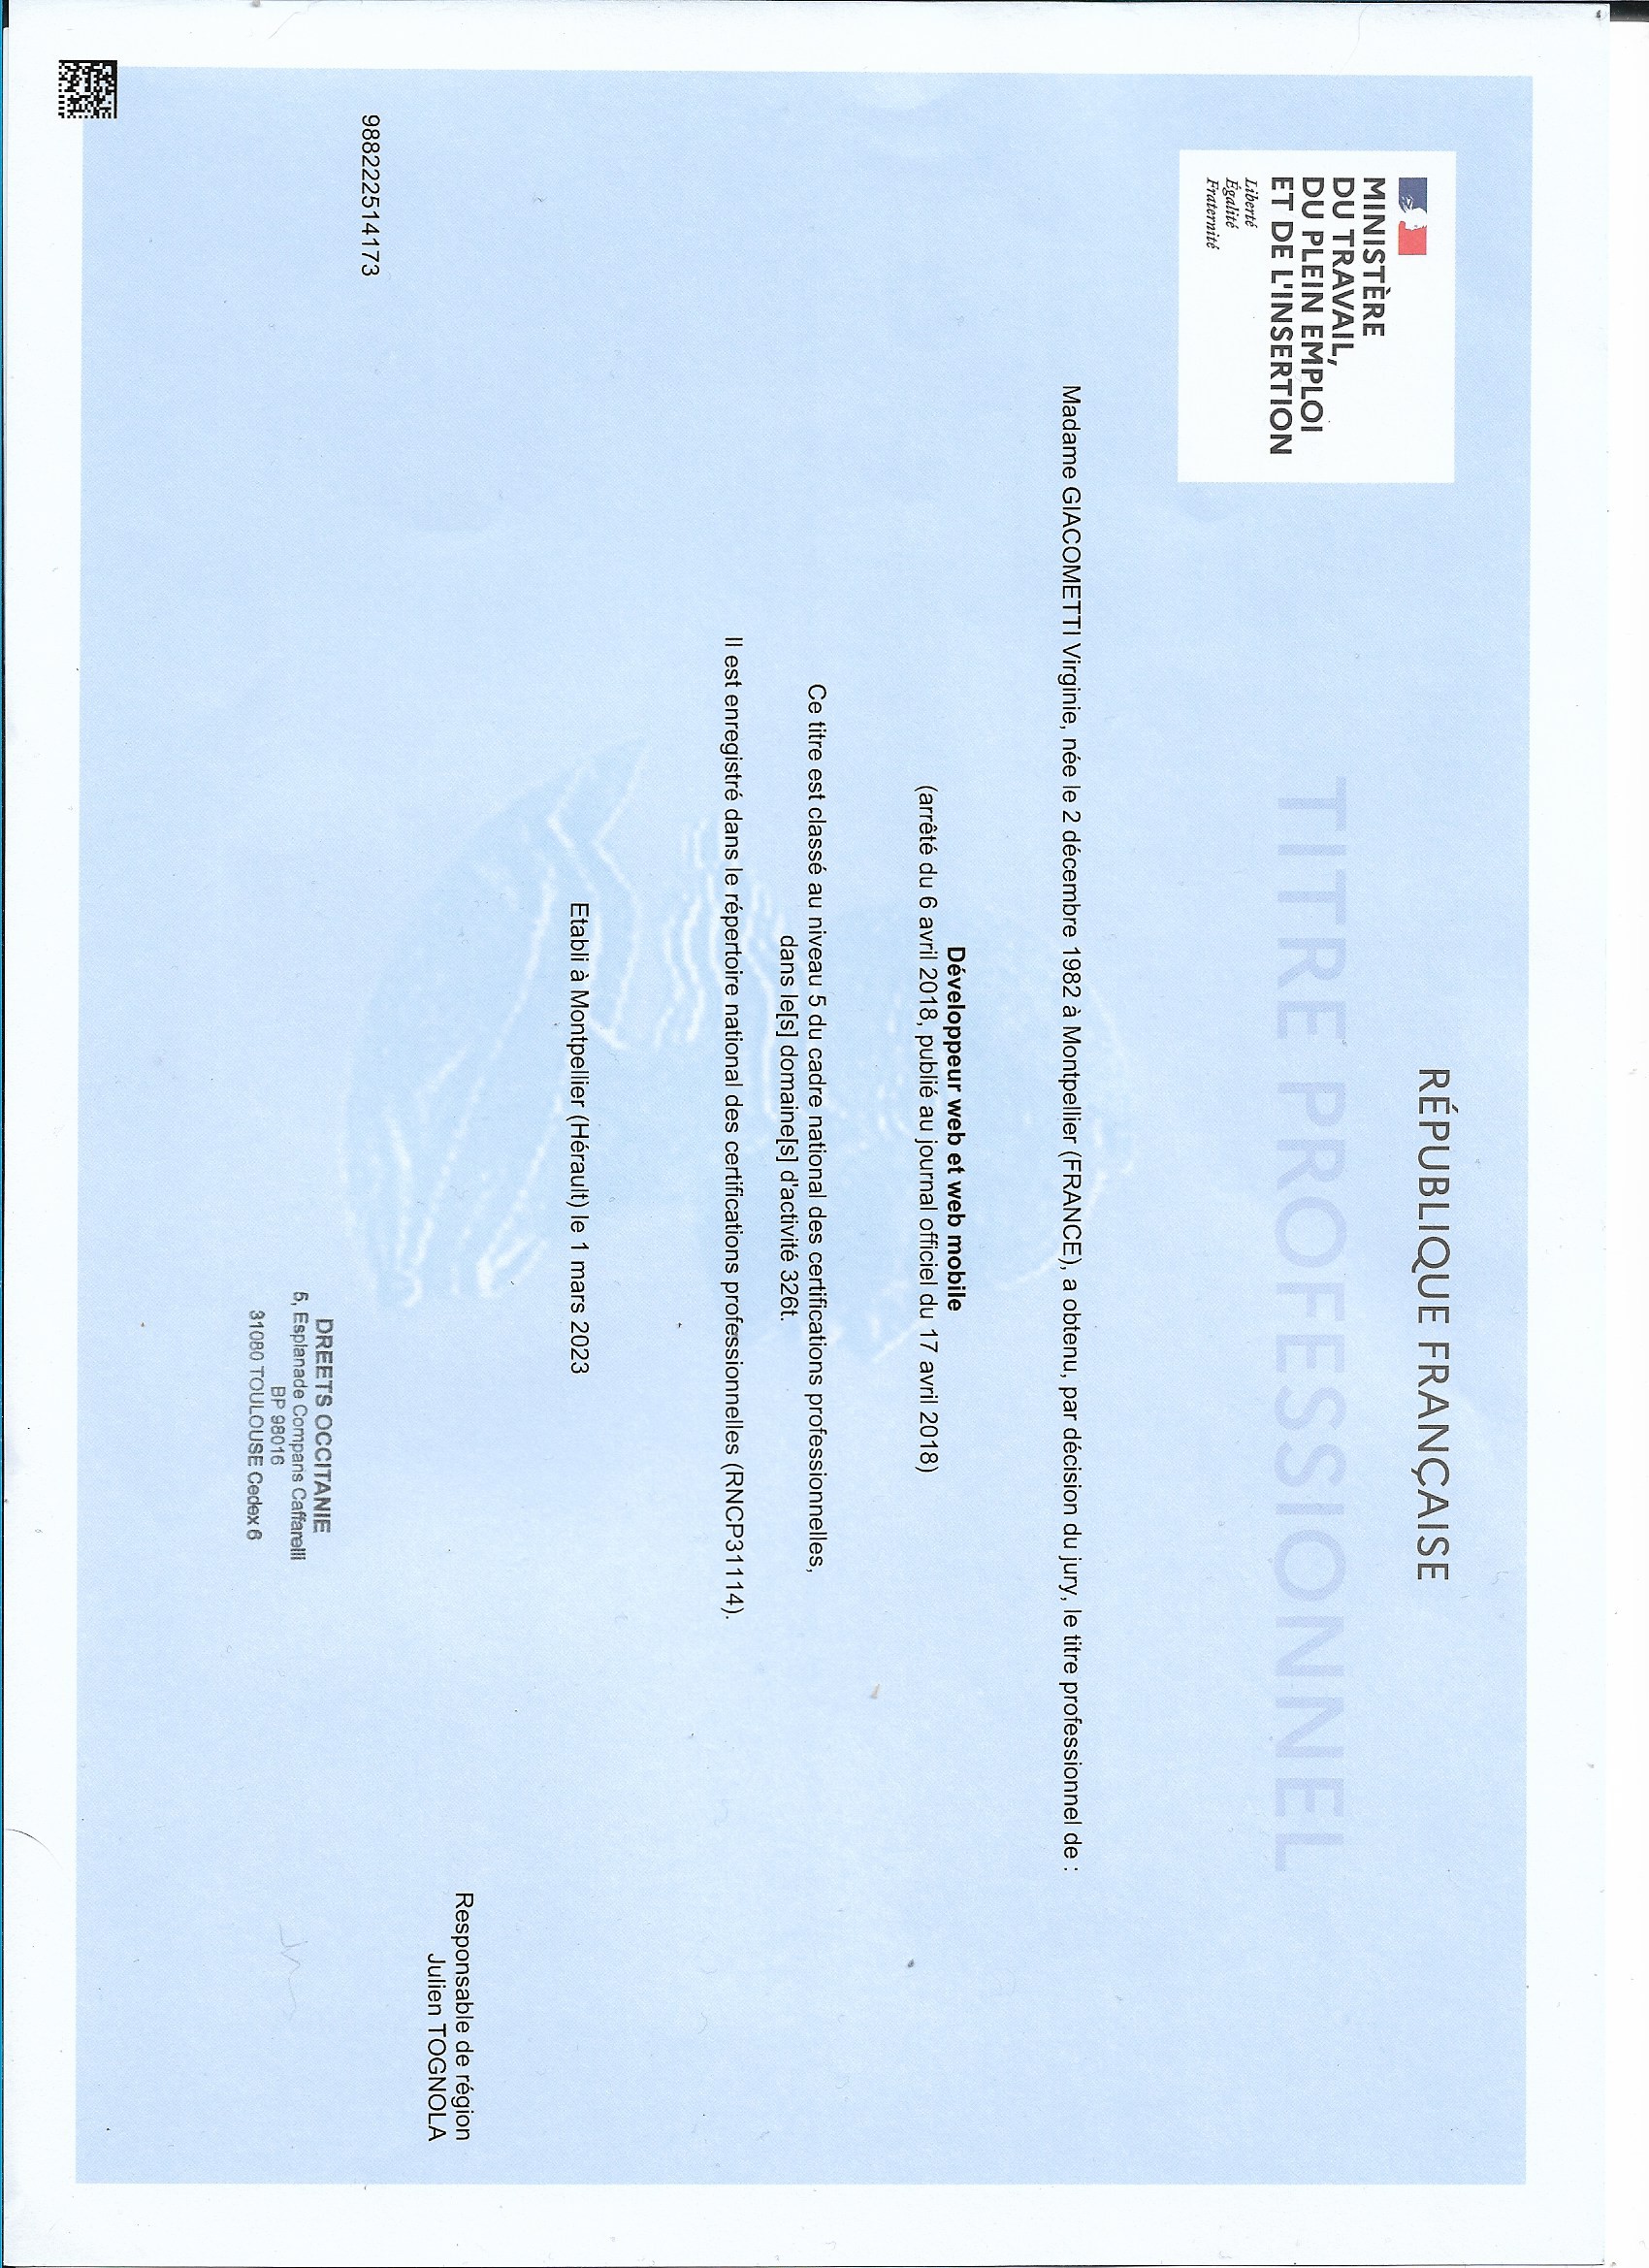 MINISTÈRE
DU TRAVAIL,
DU PLEIN EMPLOI
ET DE L'INSERTION
Liberté
Égalité
Fraternité
RÉPUBLIQUE FRANÇAISE
TITRE PROFESSIONNEL
Madame GIACOMETTI Virginie, née le 2 décembre 1982 à Montpellier (FRANCE), a obtenu, par décision du jury, le titre professionnel de :
Développeur web et web mobile
(arrêté du 6 avril 2018, publié au journal officiel du 17 avril 2018)
Ce titre est classé au niveau 5 du cadre national des certifications professionnelles,
dans le[s] domaine[s] d'activité 326t.
Il est enregistré dans le répertoire national des certifications professionnelles (RNCP31114).
Etabli à Montpellier (Hérault) le 1 mars 2023
Responsable de région
Julien TOGNOLA
988222514173
DREETS OCCITANIE
5, Esplanade Compans Caffarelli
BP 98016
31080 TOULOUSE Cedex 6